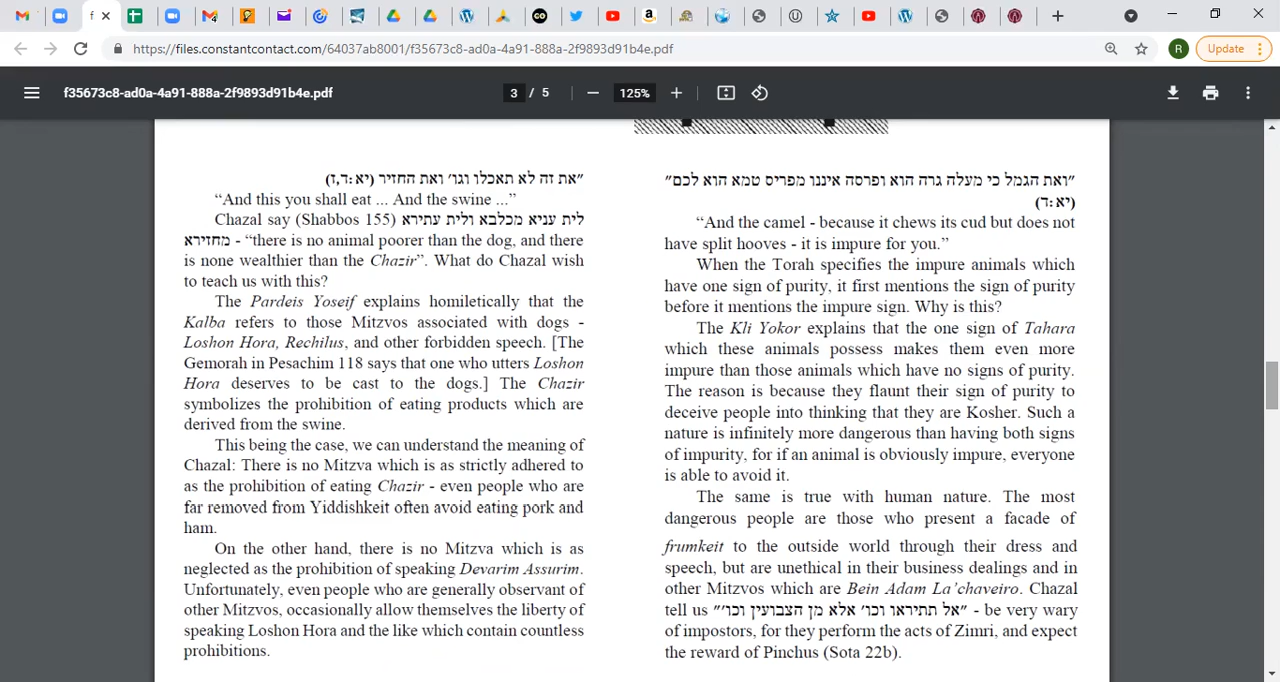 f
https://files.constantcontact.com/64037ab8001/f35673c8-ad0a-4a91-888a-2f9893d91b4e.pdf
R
Update
f35673c8-ad0a-4a91-888a-2f9893d91b4e.pdf
3 / 5
125%
"את זה לא תאכלו וגו' ואת החזיר (יא:ד,ז)
“And this you shall eat ... And the swine ...”
Chazal say (Shabbos 155) לית עניא מכלבא ולית עתירא
מחזירא - “there is no animal poorer than the dog, and there
is none wealthier than the Chazir”. What do Chazal wish
to teach us with this?
The Pardeis Yoseif explains homiletically that the
Kalba refers to those Mitzvos associated with dogs -
Loshon Hora, Rechilus, and other forbidden speech. [The
Gemorah in Pesachim 118 says that one who utters Loshon
Hora deserves to be cast to the dogs.] The Chazir
symbolizes the prohibition of eating products which are
derived from the swine.
This being the case, we can understand the meaning of
Chazal: There is no Mitzva which is as strictly adhered to
as the prohibition of eating Chazir - even people who are
far removed from Yiddishkeit often avoid eating pork and
ham.
On the other hand, there is no Mitzva which is as
neglected as the prohibition of speaking Devarim Assurim.
Unfortunately, even people who are generally observant of
other Mitzvos, occasionally allow themselves the liberty of
speaking Loshon Hora and the like which contain countless
prohibitions.
"ואת הגמל כי מעלה גרה הוא ופרסה איננו מפריס טמא הוא לכם"
(יא:ד)
“And the camel - because it chews its cud but does not
have split hooves - it is impure for you.”
When the Torah specifies the impure animals which
have one sign of purity, it first mentions the sign of purity
before it mentions the impure sign. Why is this?
The Kli Yokor explains that the one sign of Tahara
which these animals possess makes them even more
impure than those animals which have no signs of purity.
The reason is because they flaunt their sign of purity to
deceive people into thinking that they are Kosher. Such a
nature is infinitely more dangerous than having both signs
of impurity, for if an animal is obviously impure, everyone
is able to avoid it.
The same is true with human nature. The most
dangerous people are those who present a facade of
frumkeit to the outside world through their dress and
speech, but are unethical in their business dealings and in
other Mitzvos which are Bein Adam La’chaveiro. Chazal
tell us "אל תתיראו וכו' אלא מן הצבועין וכו'" - be very wary
of impostors, for they perform the acts of Zimri, and expect
the reward of Pinchus (Sota 22b).